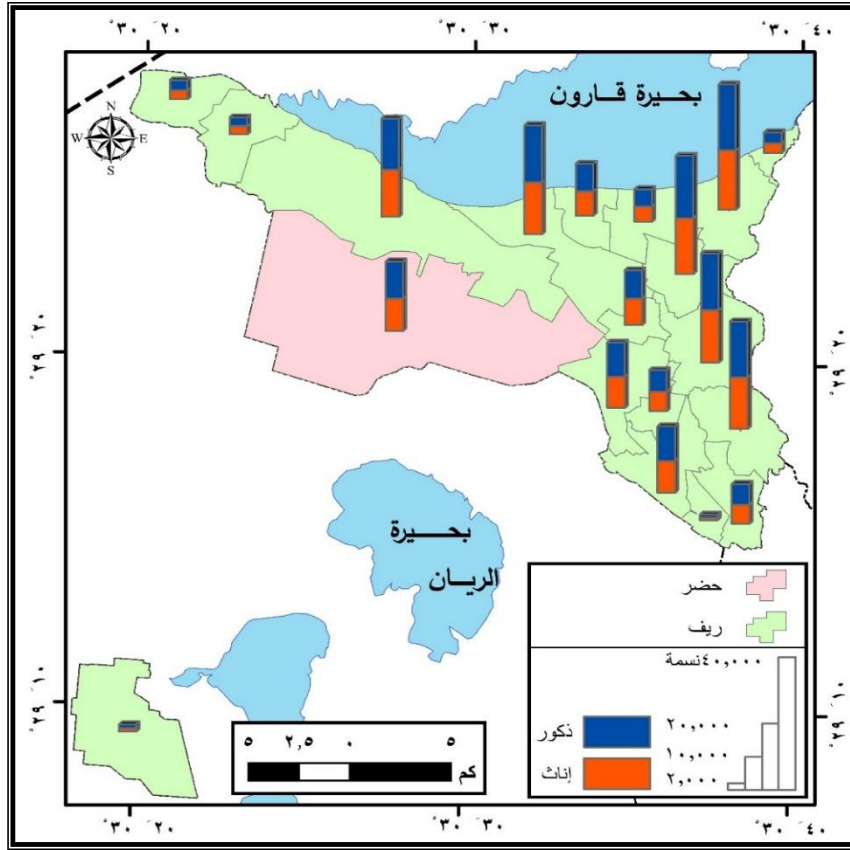 °٣٠ ´٢٠
°٣٠ ´٣٠
°٣٠ ´٤٠
بحيرة قارون
N
W E
S
°٢٩ ´٢٠
°٢٩ ´٢٠
بحيرة
الريان
حضر
ريف
٤٠,٠٠٠نسمة
ذكور
٢٠,٠٠٠
١٠,٠٠٠
إناث
٢,٠٠٠
°٢٩ ´١٠
°٢٩ ´١٠
٥ ٢,٥ ٠ ٥
كم
°٣٠ ´٢٠
°٣٠ ´٣٠
°٣٠ ´٤٠